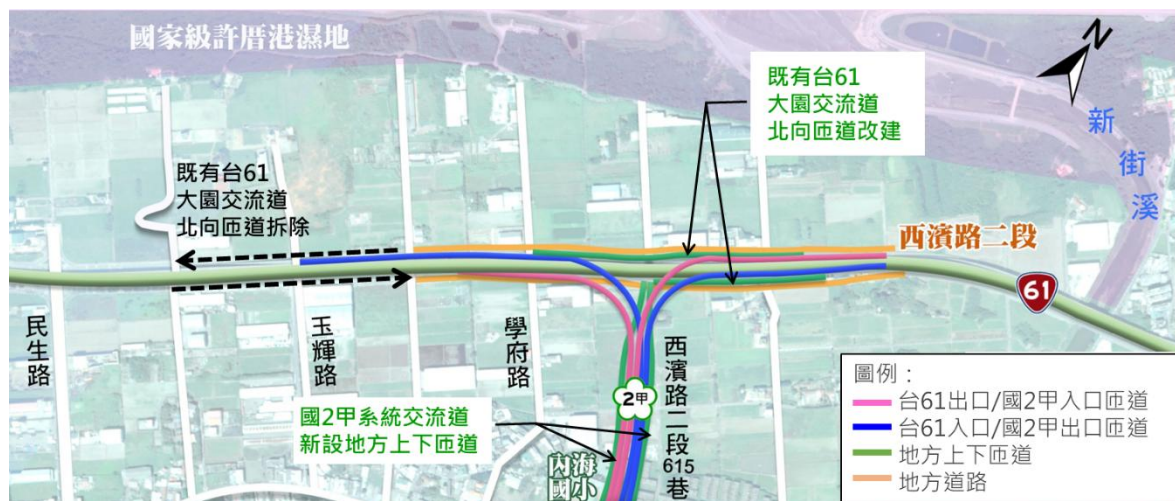 國家級許厝港濕地
N
既有台61
大園交流道
北向匝道改建
新街溪
既有台61
大園交流道
北向匝道拆除
西濱路二段
61
民生路
玉輝路
學府路
西濱路二段615巷
2甲
國2甲系統交流道
新設地方上下匝道
內海國小
圖例：
台61出口/國2甲入口匝道
台61入口/國2甲出口匝道
地方上下匝道
地方道路